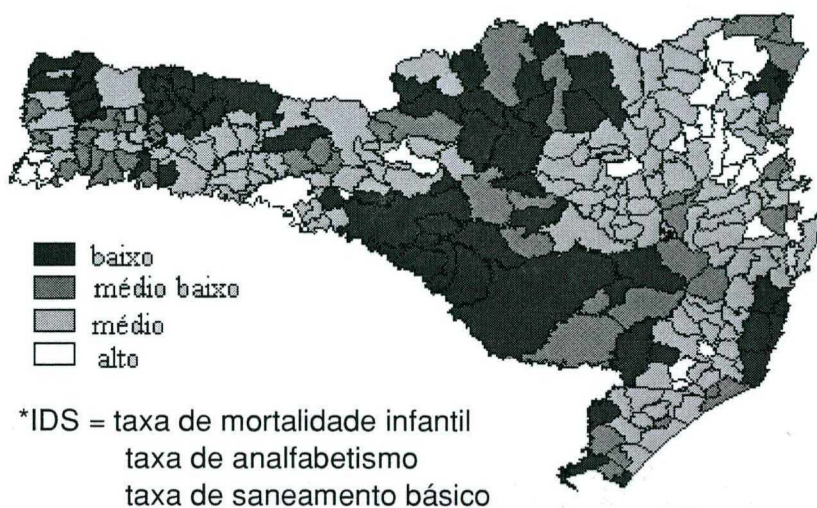 baixo
médio baixo
médio
alto
*IDS = taxa de mortalidade infantil
taxa de analfabetismo
taxa de saneamento básico